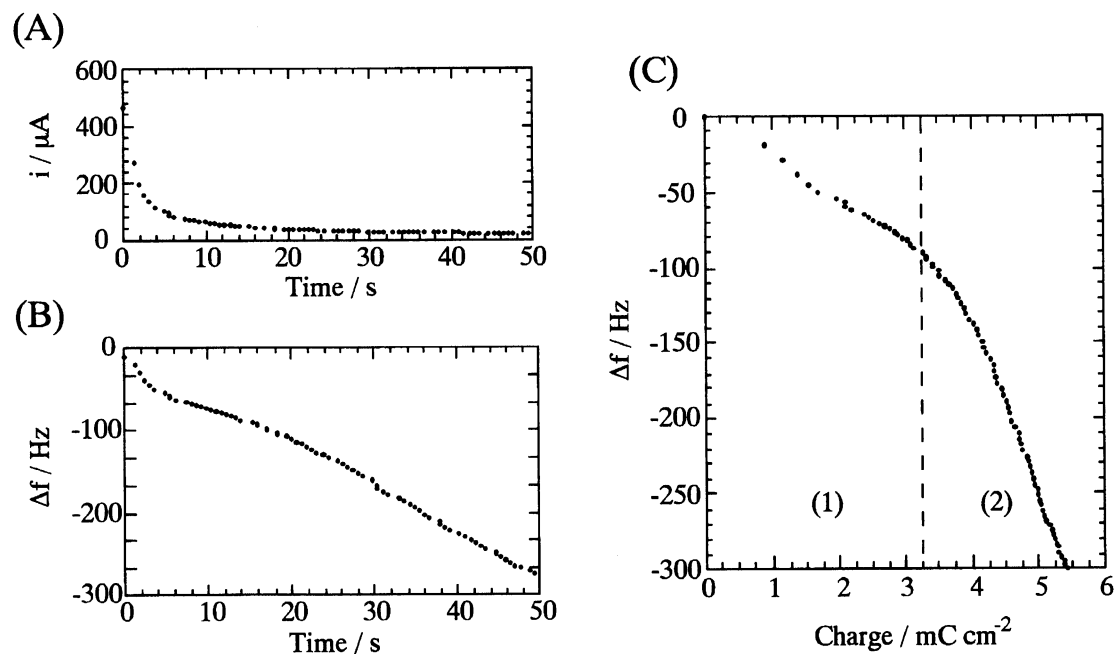 (A)
600
400
200
0
i / μA
0 10 20 30 40 50
Time / s
(B)
0
-100
-200
-300
Δf / Hz
0 10 20 30 40 50
Time / s
(C)
0
-50
-100
-150
-200
-250
-300
Δf / Hz
(1) (2)
0 1 2 3 4 5 6
Charge / mC cm⁻²